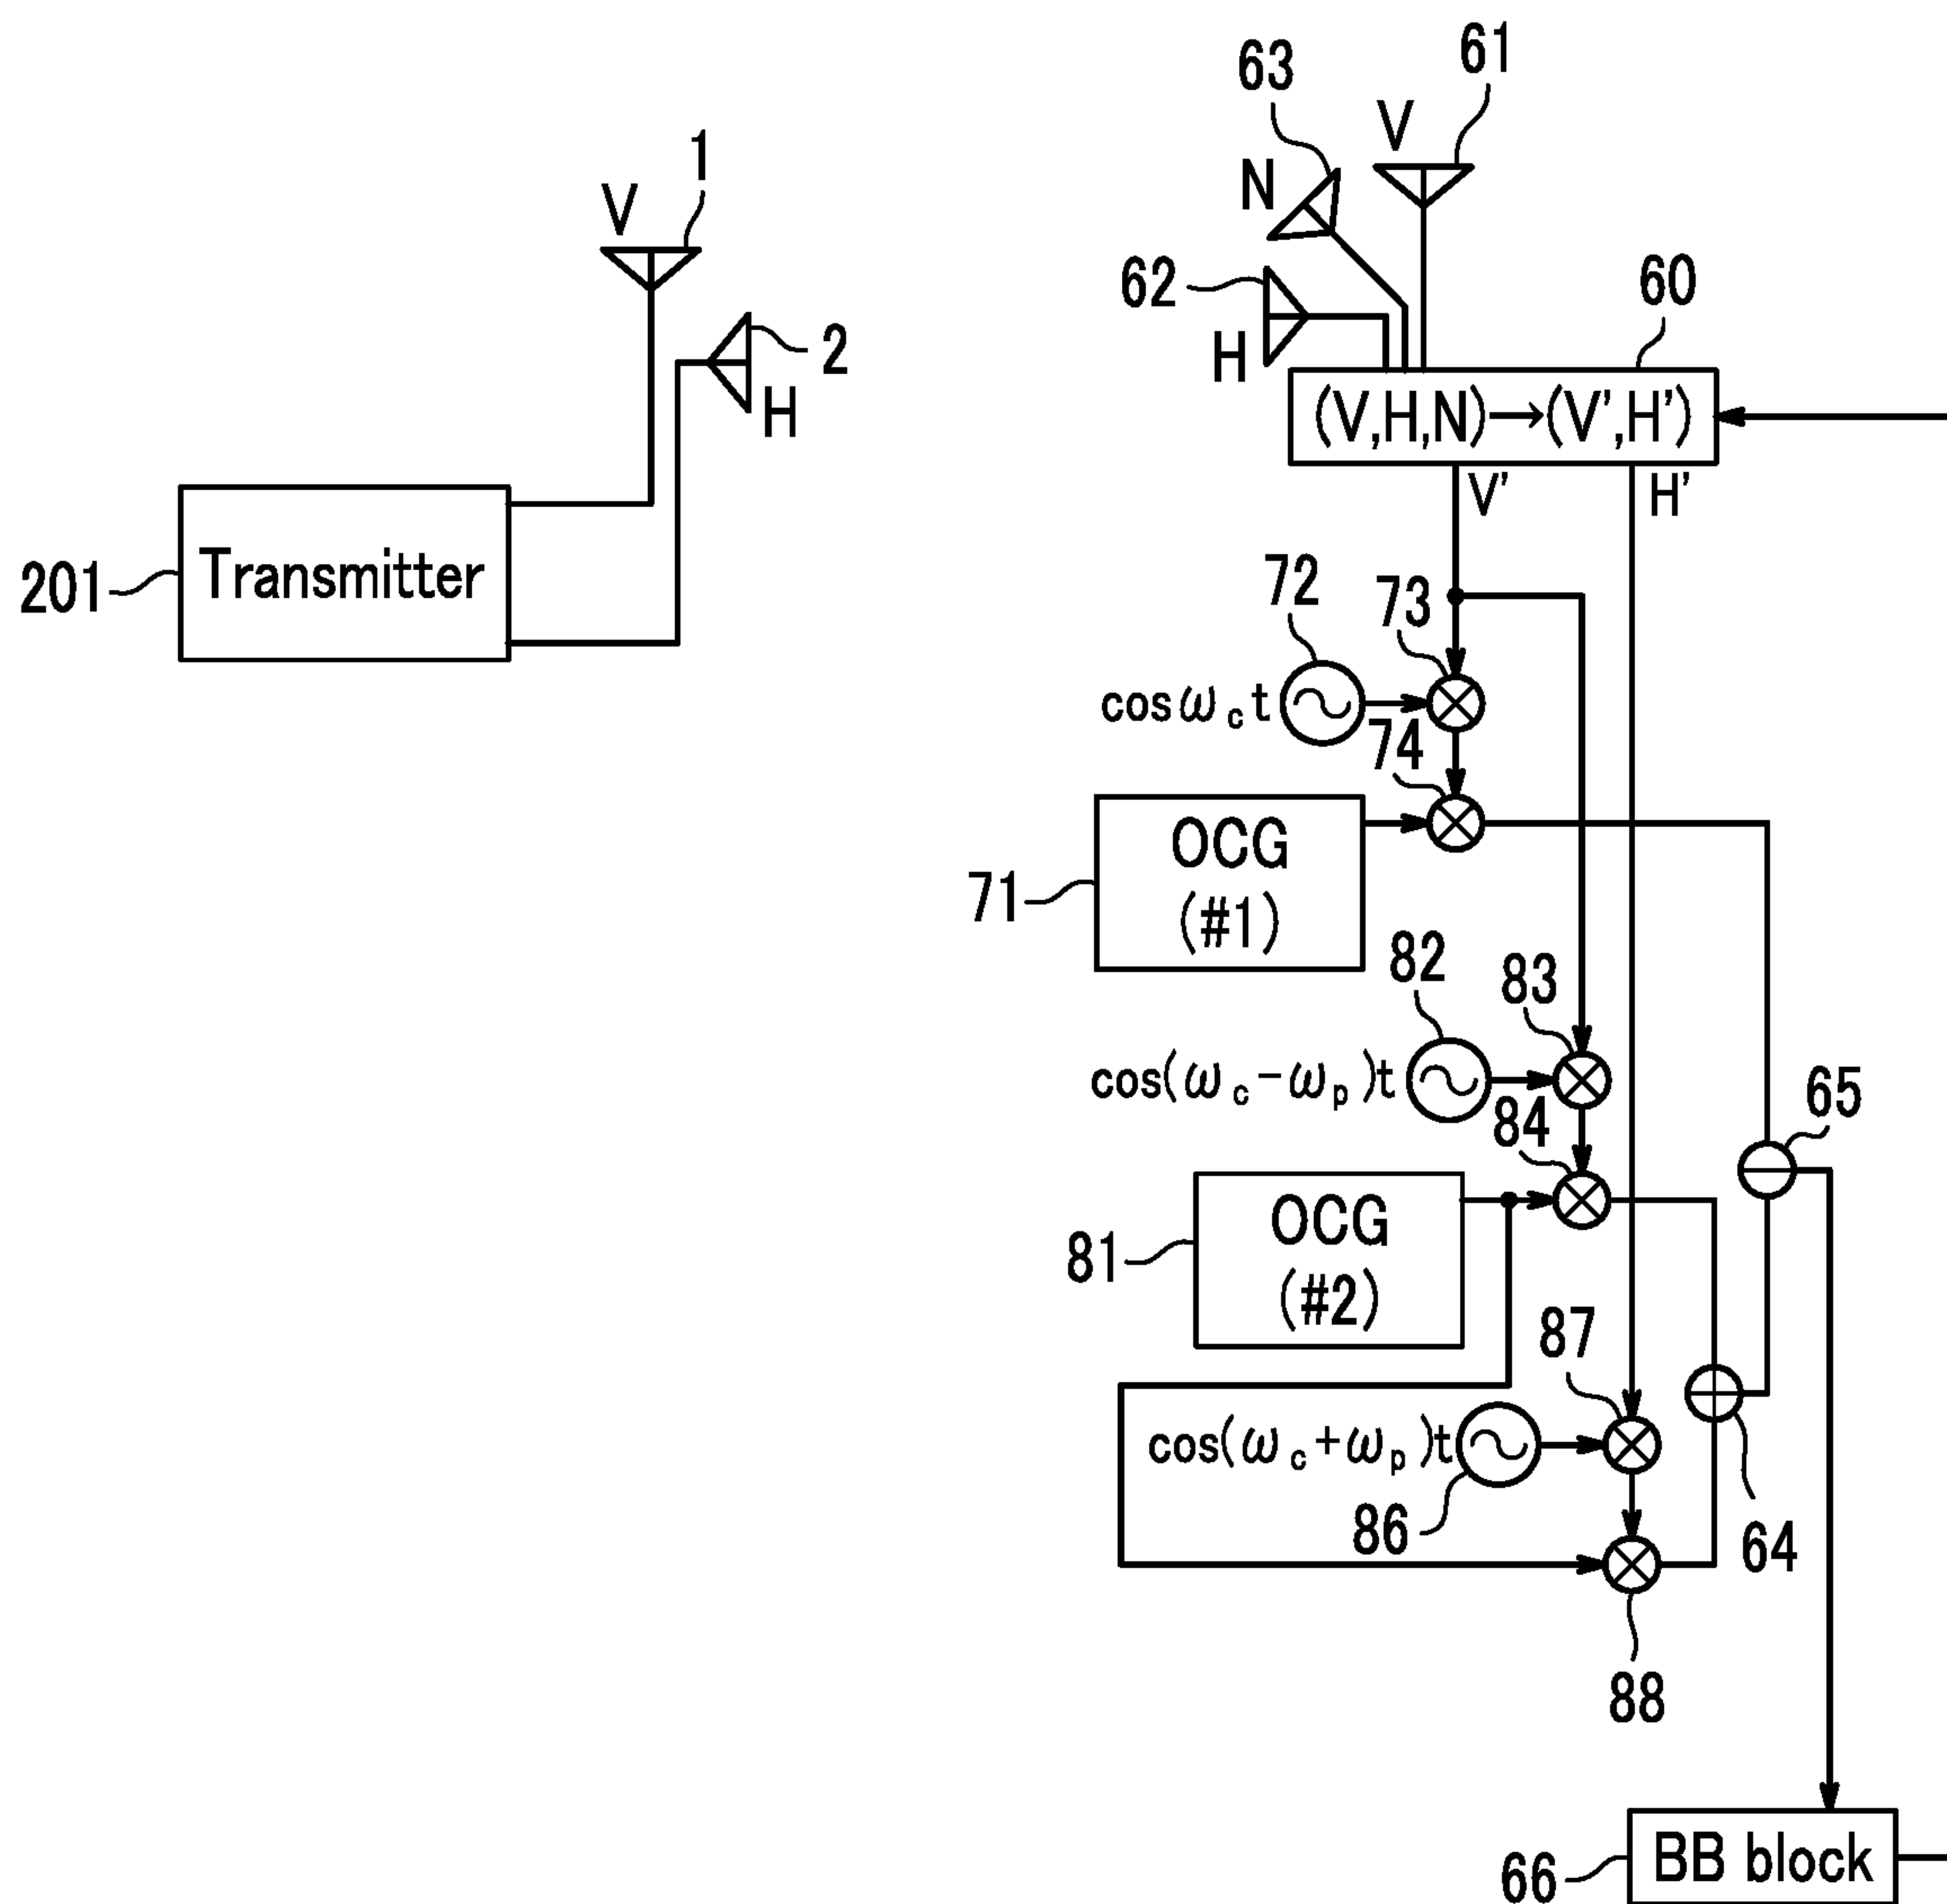 63
61
V
N
1
V
62
60
H
2
H
(V,H,N)→(V',H')
V'
H'
201
Transmitter
72
73
cosωct
74
OCG
(#1)
71
82
83
cos(ωc-ωp)t
84
65
OCG
(#2)
81
87
cos(ωc+ωp)t
86
64
88
BB block
66